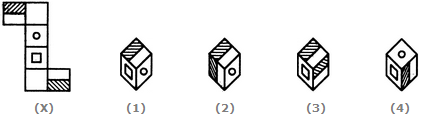 (X) (1) (2) (3) (4)